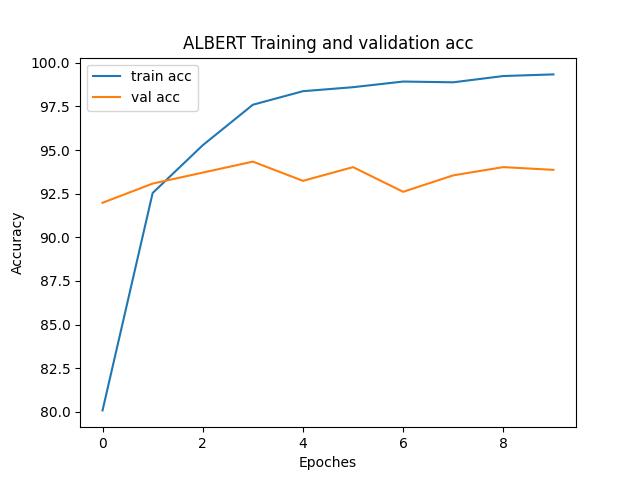 ALBERT Training and validation acc
train acc
val acc
100.0
97.5
95.0
92.5
90.0
87.5
85.0
82.5
80.0
Accuracy
0 2 4 6 8
Epoches